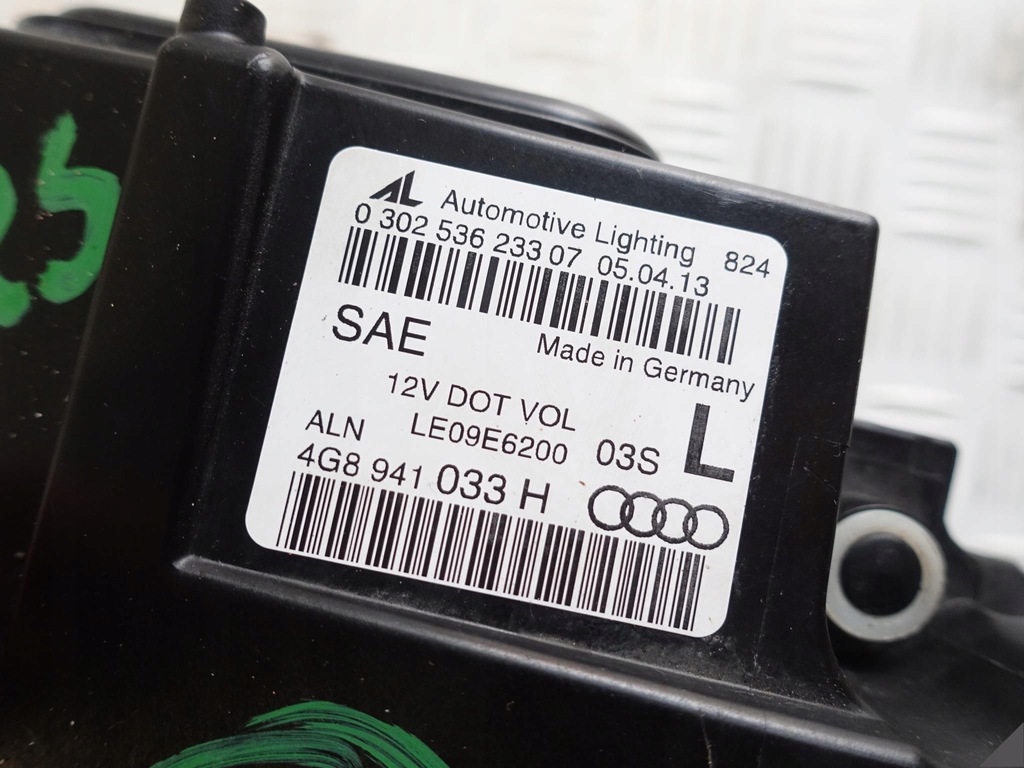 AL Automotive Lighting 824
0 302 536 233 07 05.04.13
SAE
Made in Germany
12V DOT VOL
ALN LE09E6200 03S L
4G8 941 033 H